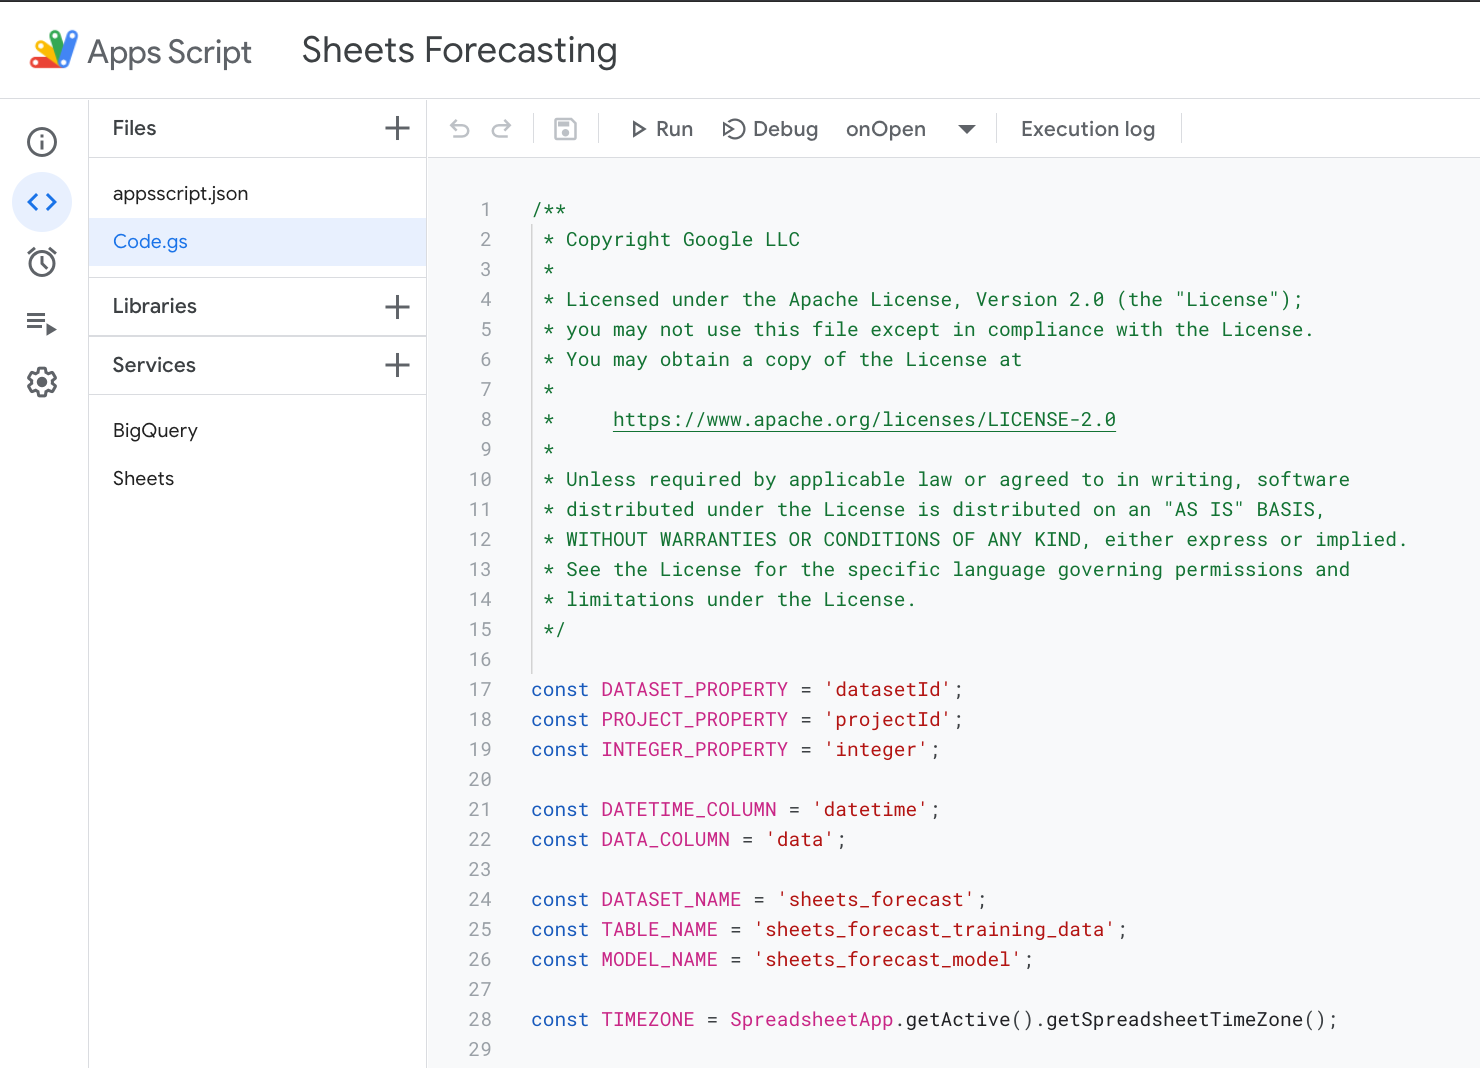 Apps Script
Sheets Forecasting
Files
appsscript.json
Code.gs
Libraries
Services
BigQuery
Sheets
Run
Debug
onOpen
Execution log
1 /**
2  * Copyright Google LLC
3  *
4  * Licensed under the Apache License, Version 2.0 (the "License");
5  * you may not use this file except in compliance with the License.
6  * You may obtain a copy of the License at
7  *
8  *     https://www.apache.org/licenses/LICENSE-2.0
9  *
10  * Unless required by applicable law or agreed to in writing, software
11  * distributed under the License is distributed on an "AS IS" BASIS,
12  * WITHOUT WARRANTIES OR CONDITIONS OF ANY KIND, either express or implied.
13  * See the License for the specific language governing permissions and
14  * limitations under the License.
15  */
16
17 const DATASET_PROPERTY = 'datasetId';
18 const PROJECT_PROPERTY = 'projectId';
19 const INTEGER_PROPERTY = 'integer';
20
21 const DATETIME_COLUMN = 'datetime';
22 const DATA_COLUMN = 'data';
23
24 const DATASET_NAME = 'sheets_forecast';
25 const TABLE_NAME = 'sheets_forecast_training_data';
26 const MODEL_NAME = 'sheets_forecast_model';
27
28 const TIMEZONE = SpreadsheetApp.getActive().getSpreadsheetTimeZone();
29